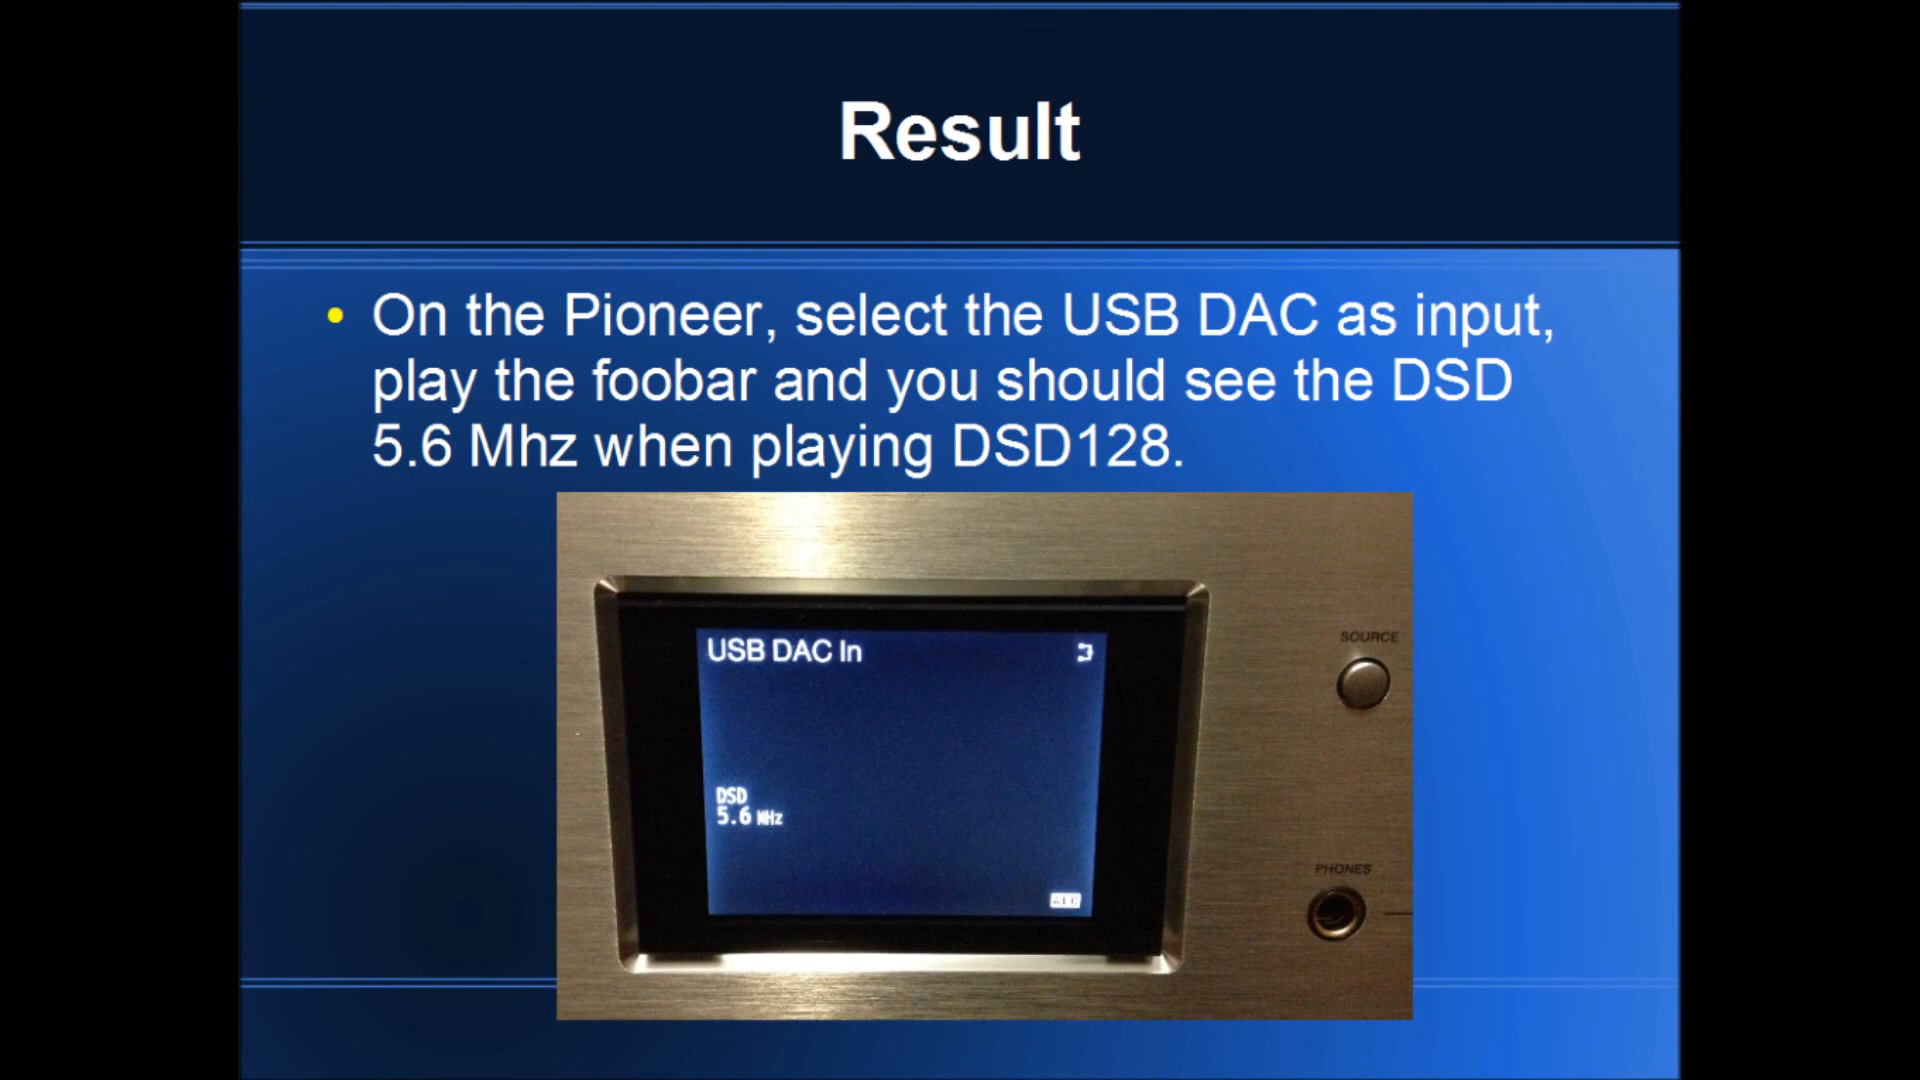 Result
• On the Pioneer, select the USB DAC as input,
play the foobar and you should see the DSD
5.6 Mhz when playing DSD128.
USB DAC In
SOURCE
DSD
5.6 MHz
PHONES